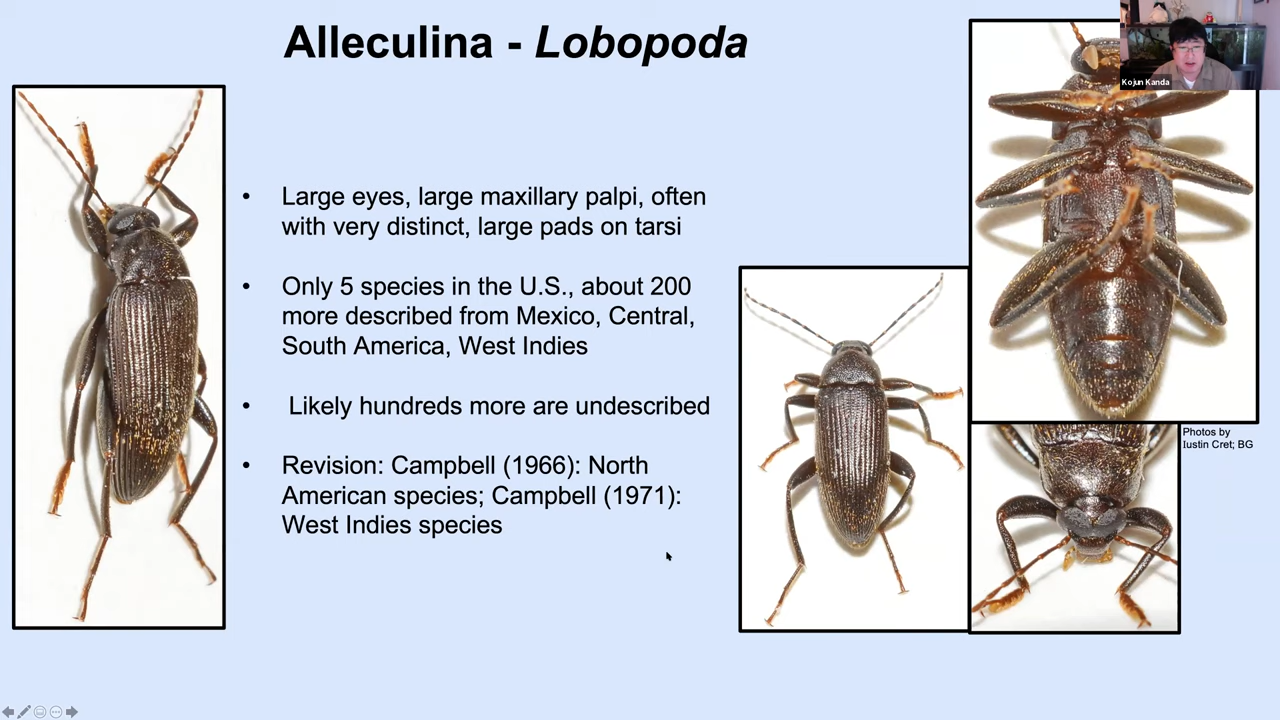 Alleculina - Lobopoda
Kojun Kanda
• Large eyes, large maxillary palpi, often
with very distinct, large pads on tarsi
• Only 5 species in the U.S., about 200
more described from Mexico, Central,
South America, West Indies
• Likely hundreds more are undescribed
• Revision: Campbell (1966): North
American species; Campbell (1971):
West Indies species
Photos by
Iustin Cret; BG